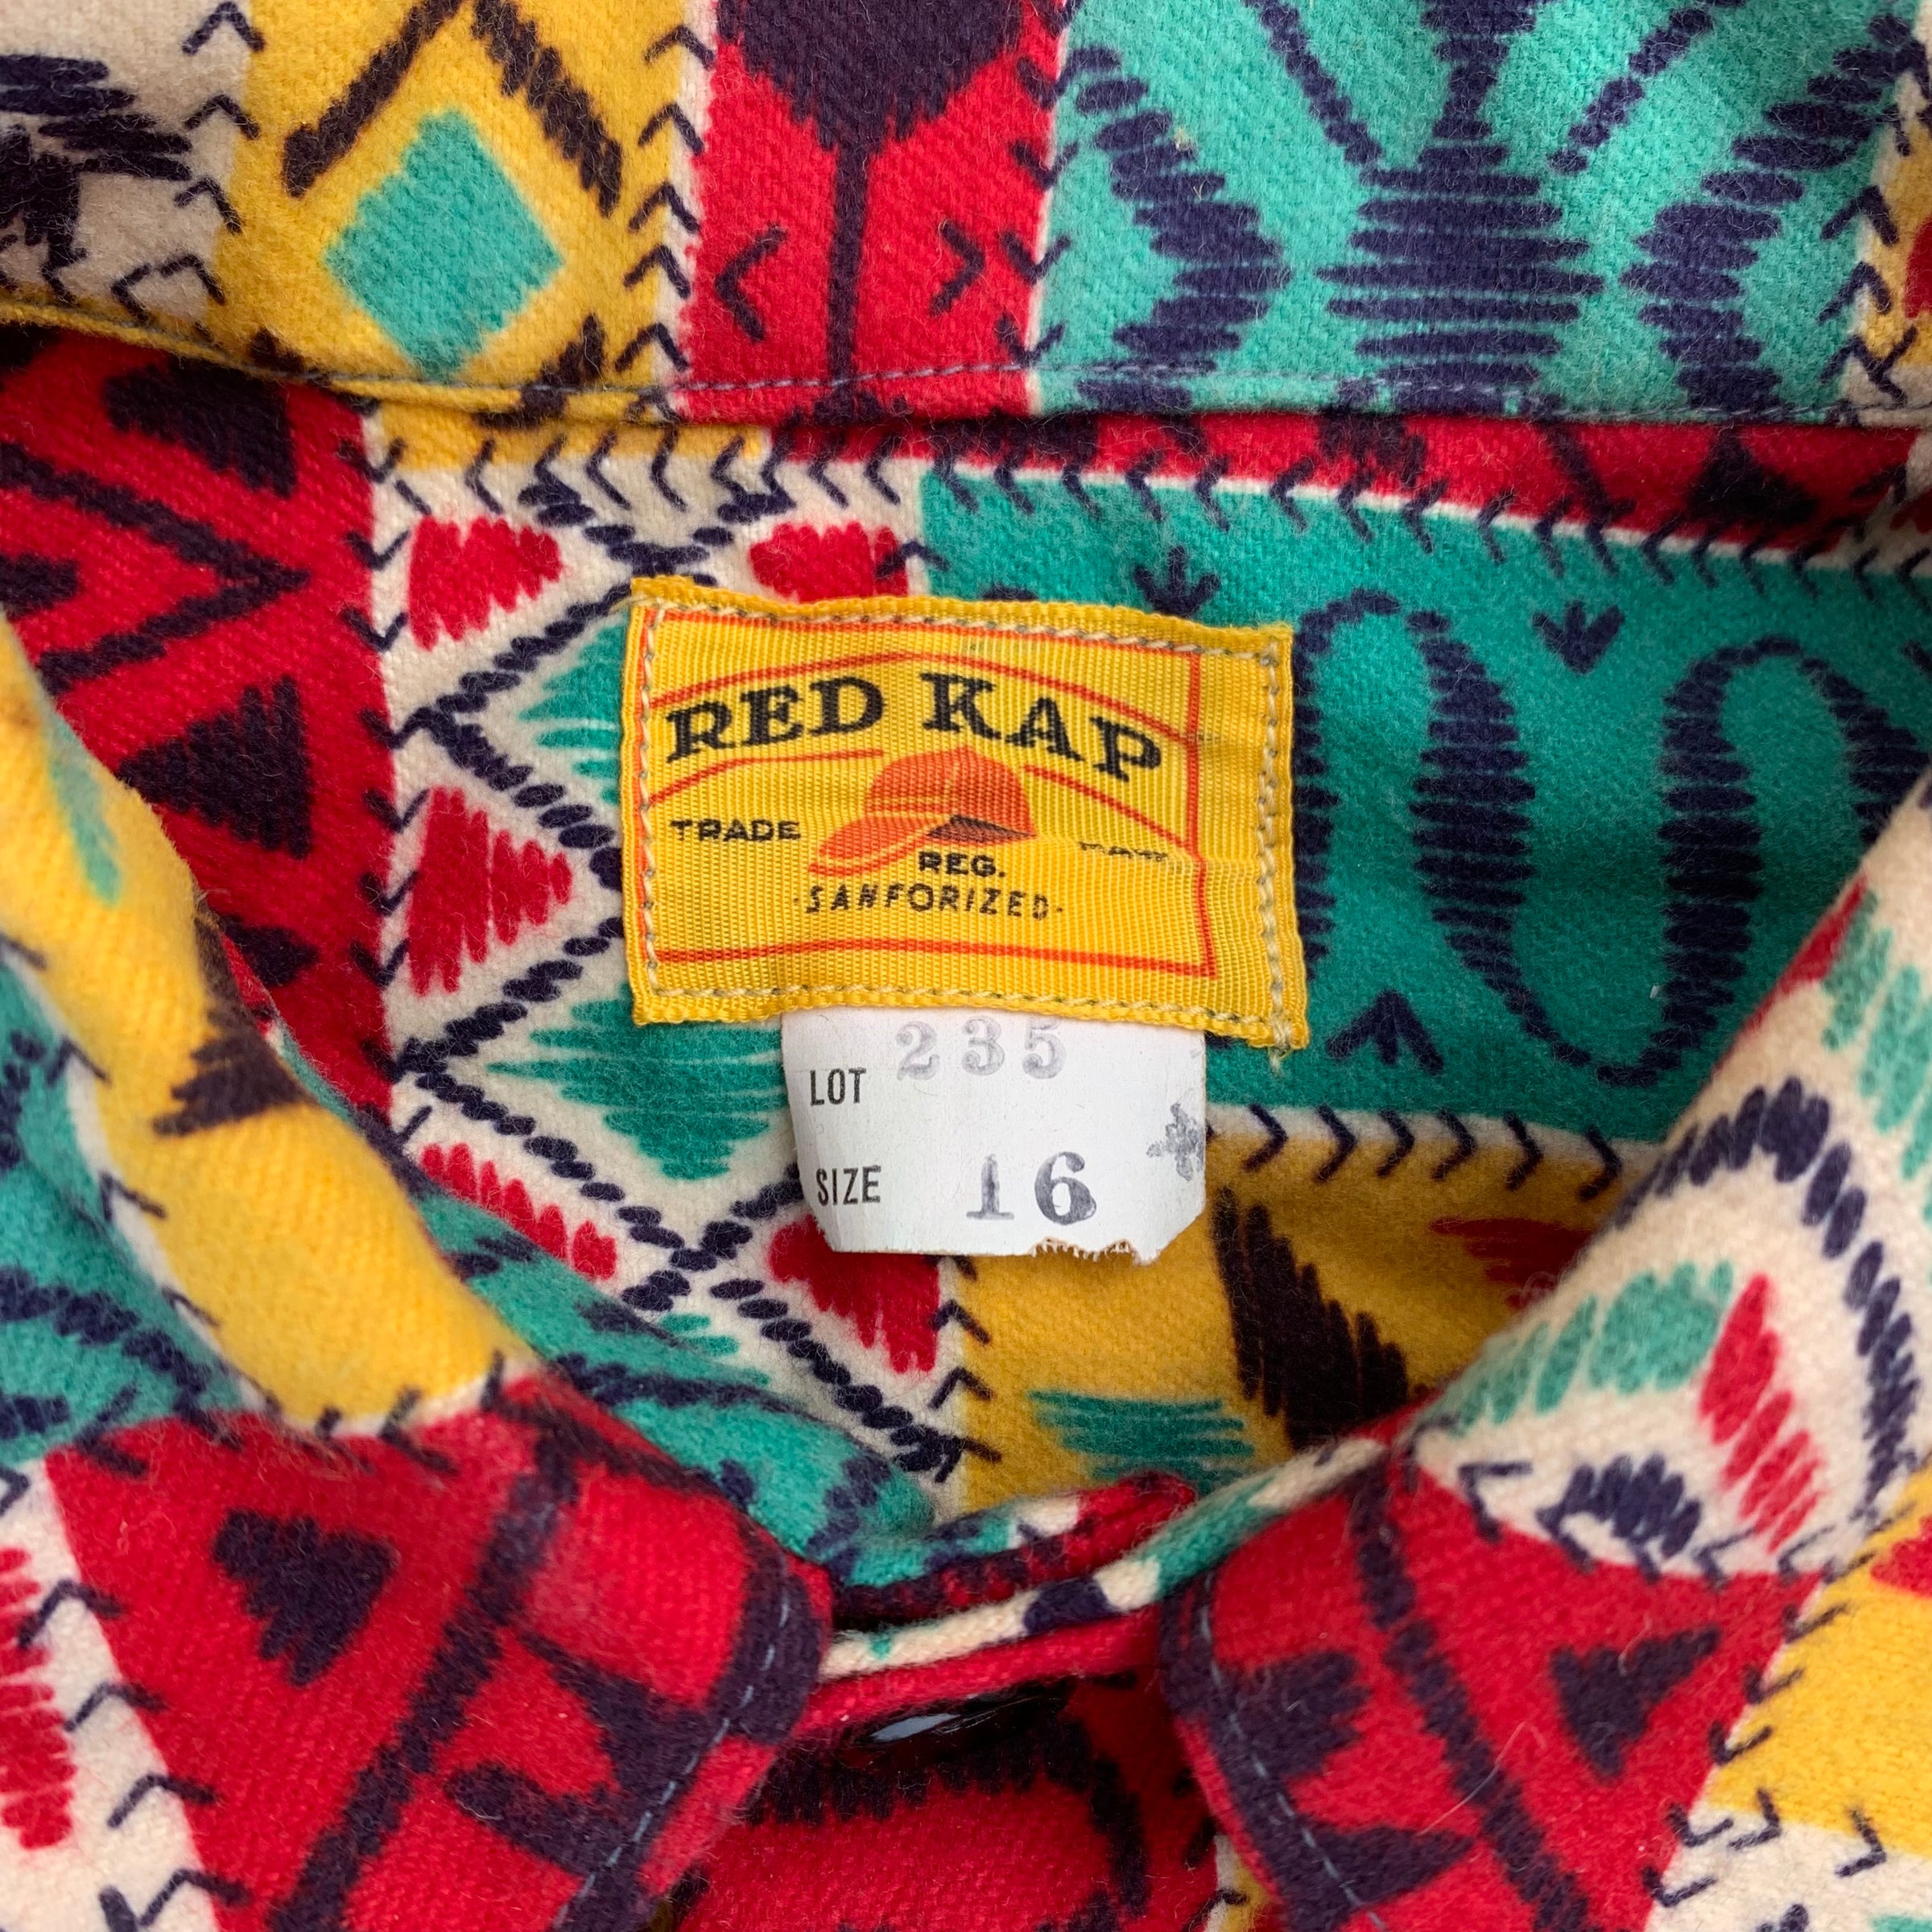 RED KAP
TRADE
REG.
·SANFORIZED·
LOT 235
SIZE 16